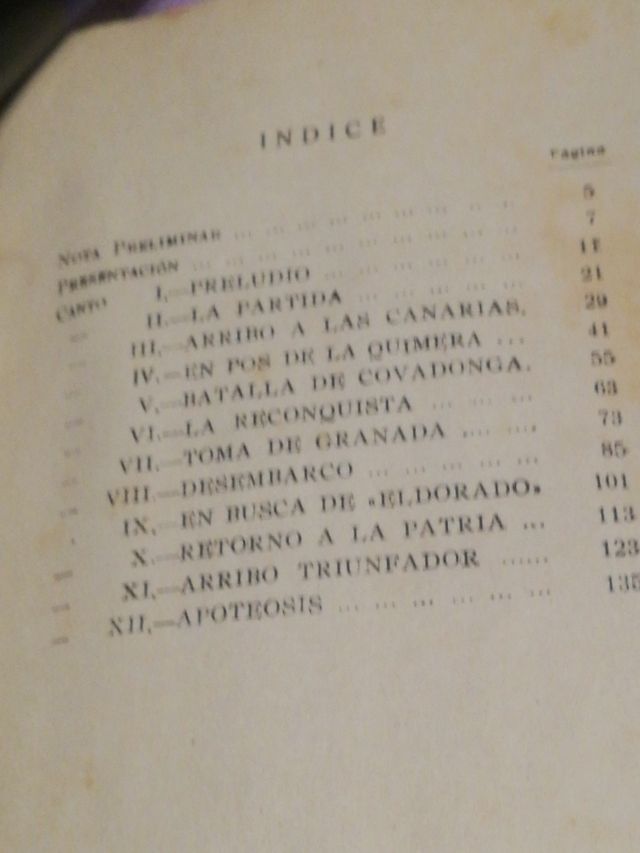 INDICE
Página
NOTA PRELIMINAR ... ... ... ... ... ... ... ... ... 5
PRESENTACIÓN ... ... ... ... ... ... ... ... ... ... 7
CANTO I.—PRELUDIO ... ... ... ... ... ... 11
— II.—LA PARTIDA ... ... ... ... ... 21
— III.—ARRIBO A LAS CANARIAS. 29
— IV.—EN POS DE LA QUIMERA ... 41
— V.—BATALLA DE COVADONGA. 55
— VI.—LA RECONQUISTA ... ... ... 63
— VII.—TOMA DE GRANADA ... ... 73
— VIII.—DESEMBARCO ... ... ... ... ... 85
— IX. EN BUSCA DE «ELDORADO» 101
— X.—RETORNO A LA PATRIA ... 113
— XI.—ARRIBO TRIUNFADOR ...... 123
— XII.—APOTEOSIS ... ... ... ... ... ... 135